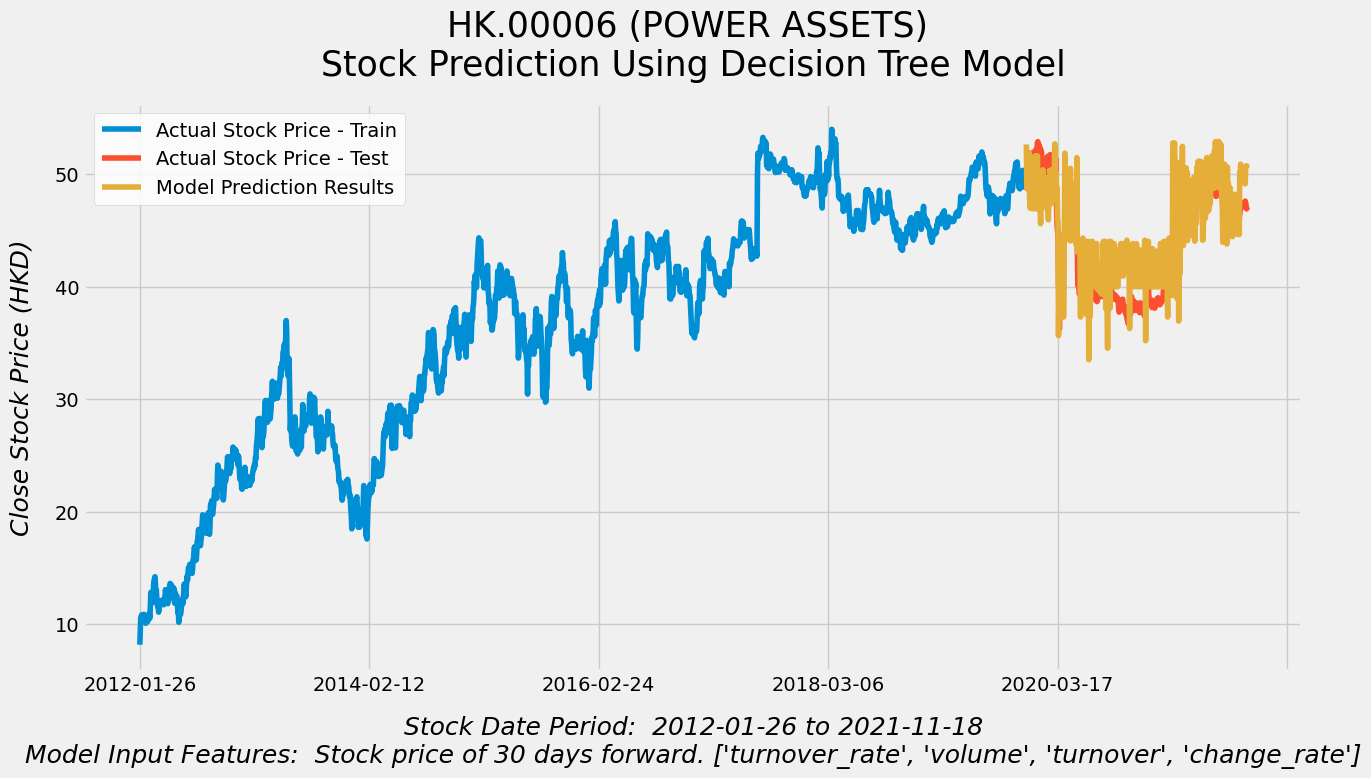 HK.00006 (POWER ASSETS)
Stock Prediction Using Decision Tree Model
Actual Stock Price - Train
Actual Stock Price - Test
Model Prediction Results
Close Stock Price (HKD)
50
40
30
20
10
2012-01-26
2014-02-12
2016-02-24
2018-03-06
2020-03-17
Stock Date Period:  2012-01-26 to 2021-11-18
Model Input Features:  Stock price of 30 days forward. ['turnover_rate', 'volume', 'turnover', 'change_rate']